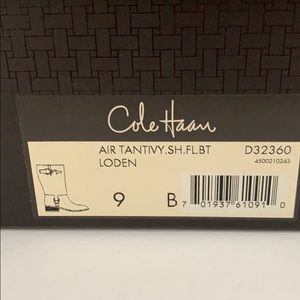 Cole Haan
AIR TANTIVY.SH.FL.BT D32360
LODEN 4500210243
9 B
7 01937 61091 0